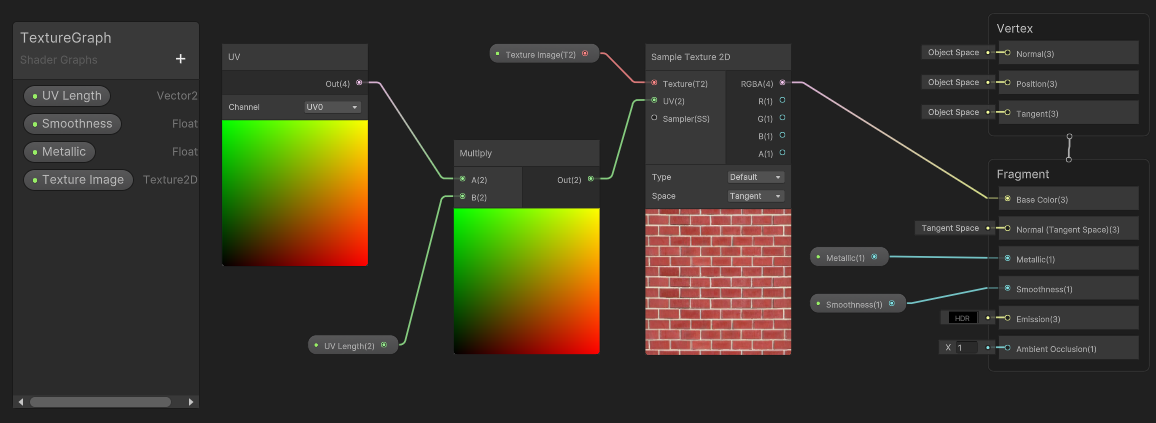 TextureGraph
Shader Graphs
+
UV Length Vector2
Smoothness Float
Metallic Float
Texture Image Texture2D
UV
Out(4)
Channel UV0
UV Length(2)
Multiply
A(2) Out(2)
B(2)
Texture Image(T2)
Sample Texture 2D
Texture(T2) RGBA(4)
UV(2) R(1)
Sampler(SS) G(1)
B(1)
A(1)
Type Default
Space Tangent
Metallic(1)
Smoothness(1)
Vertex
Object Space Normal(3)
Object Space Position(3)
Object Space Tangent(3)
Fragment
Base Color(3)
Tangent Space Normal (Tangent Space)(3)
Metallic(1)
Smoothness(1)
HDR Emission(3)
X 1 Ambient Occlusion(1)